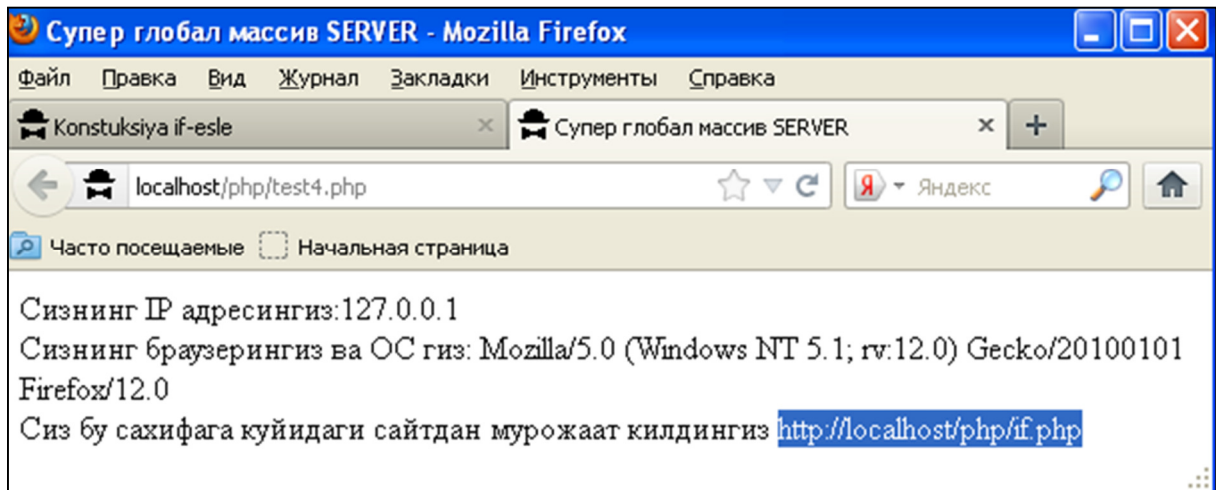 Супер глобал массив SERVER - Mozilla Firefox
Файл Правка Вид Журнал Закладки Инструменты Справка
Konstuksiya if-esle × Супер глобал массив SERVER × +
localhost/php/test4.php Я Яндекс
Часто посещаемые Начальная страница
Сизнинг IP адресингиз:127.0.0.1
Сизнинг браузерингиз ва ОС гиз: Mozilla/5.0 (Windows NT 5.1; rv:12.0) Gecko/20100101
Firefox/12.0
Сиз бу сахифага куйидаги сайтдан мурожаат килдингиз http://localhost/php/if.php